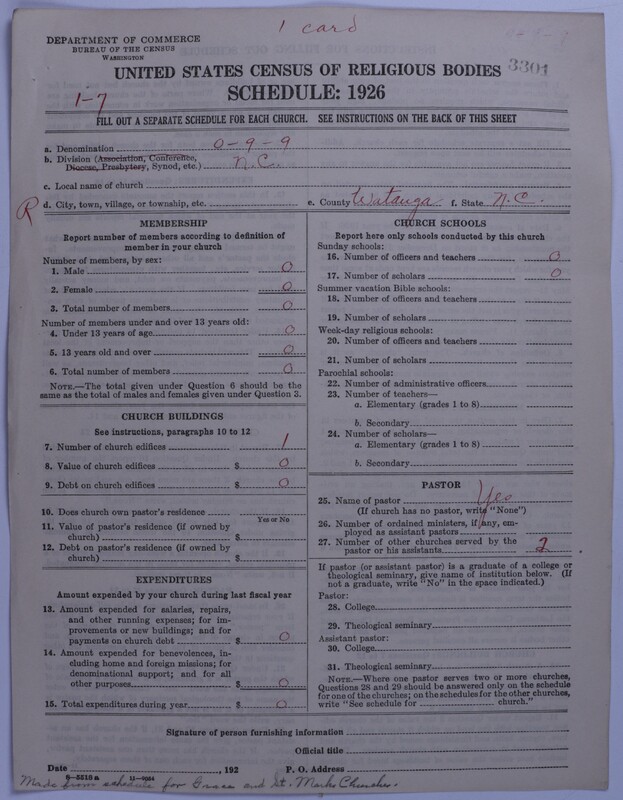 1 card
DEPARTMENT OF COMMERCE
BUREAU OF THE CENSUS
WASHINGTON
UNITED STATES CENSUS OF RELIGIOUS BODIES 3304
SCHEDULE: 1926
1-7
FILL OUT A SEPARATE SCHEDULE FOR EACH CHURCH. SEE INSTRUCTIONS ON THE BACK OF THIS SHEET
a. Denomination 0-9-9
b. Division (Association, Conference, Diocese, Presbytery, Synod, etc.) N.C.
c. Local name of church
R
d. City, town, village, or township, etc. e. County Watauga f. State N.C.
MEMBERSHIP
Report number of members according to definition of
member in your church
Number of members, by sex:
1. Male 0
2. Female 0
3. Total number of members 0
Number of members under and over 13 years old:
4. Under 13 years of age 0
5. 13 years old and over 0
6. Total number of members 0
NOTE.—The total given under Question 6 should be the
same as the total of males and females given under Question 3.
CHURCH BUILDINGS
See instructions, paragraphs 10 to 12
7. Number of church edifices 1
8. Value of church edifices $ 0
9. Debt on church edifices $ 0
10. Does church own pastor's residence
Yes or No
11. Value of pastor's residence (if owned by
church) $
12. Debt on pastor's residence (if owned by
church) $
EXPENDITURES
Amount expended by your church during last fiscal year
13. Amount expended for salaries, repairs,
and other running expenses; for im-
provements or new buildings; and for
payments on church debt $ 0
14. Amount expended for benevolences, in-
cluding home and foreign missions; for
denominational support; and for all
other purposes $ 0
15. Total expenditures during year $ 0
CHURCH SCHOOLS
Report here only schools conducted by this church
Sunday schools:
16. Number of officers and teachers 0
17. Number of scholars 0
Summer vacation Bible schools:
18. Number of officers and teachers
19. Number of scholars
Week-day religious schools:
20. Number of officers and teachers
21. Number of scholars
Parochial schools:
22. Number of administrative officers
23. Number of teachers—
a. Elementary (grades 1 to 8)
b. Secondary
24. Number of scholars—
a. Elementary (grades 1 to 8)
b. Secondary
PASTOR
25. Name of pastor Yes
(If church has no pastor, write "None")
26. Number of ordained ministers, if any, em-
ployed as assistant pastors
27. Number of other churches served by the
pastor or his assistants 2
If pastor (or assistant pastor) is a graduate of a college or
theological seminary, give name of institution below. (If
not a graduate, write "No" in the space indicated.)
Pastor:
28. College
29. Theological seminary
Assistant pastor:
30. College
31. Theological seminary
NOTE.—Where one pastor serves two or more churches,
Questions 28 and 29 should be answered only on the schedule
for one of the churches; on the schedules for the other churches,
write "See schedule for church."
Signature of person furnishing information
Official title
Date , 192 P. O. Address
8-5516a 11-9564
Made from schedule for Grace and St. Marks Churches.